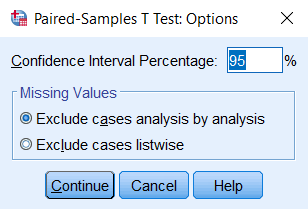 Paired-Samples T Test: Options
Confidence Interval Percentage: 95 %
Missing Values
Exclude cases analysis by analysis
Exclude cases listwise
Continue Cancel Help